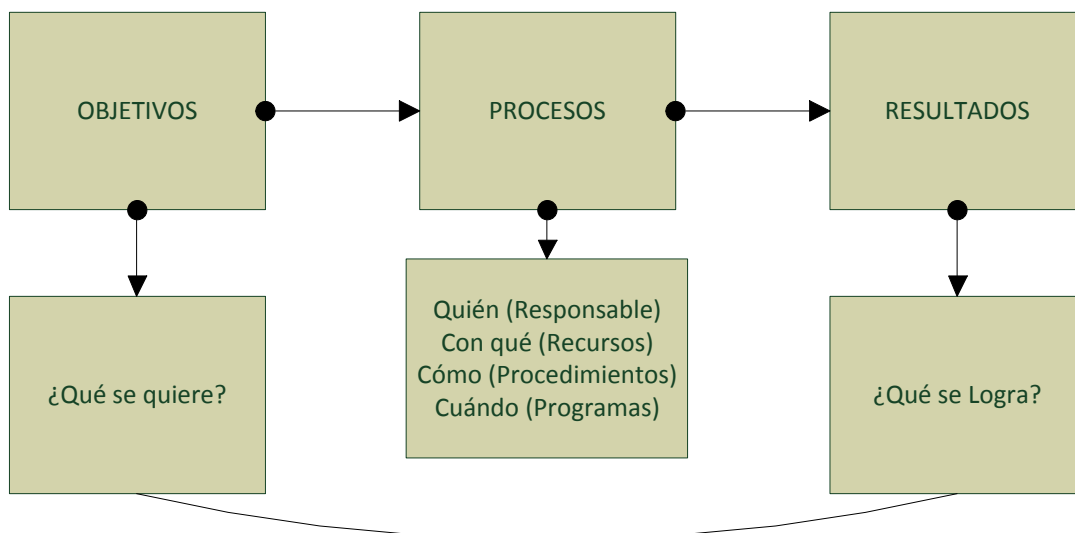 OBJETIVOS
PROCESOS
RESULTADOS
¿Qué se quiere?
Quién (Responsable)
Con qué (Recursos)
Cómo (Procedimientos)
Cuándo (Programas)
¿Qué se Logra?